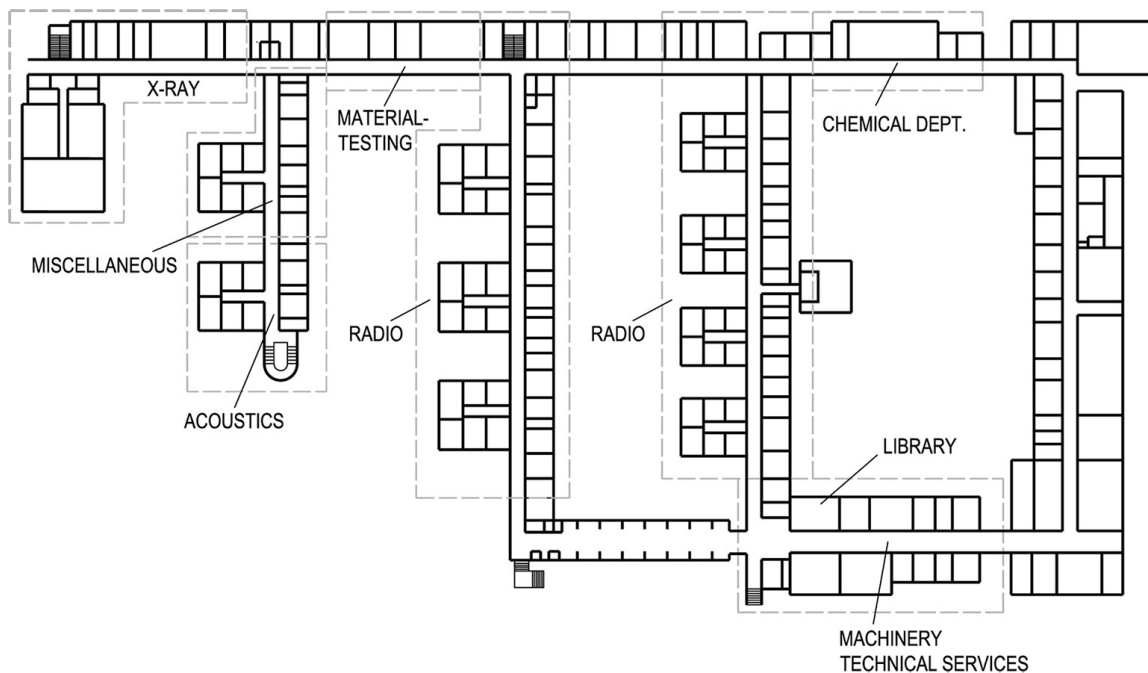 X-RAY
MATERIAL-
TESTING
CHEMICAL DEPT.
MISCELLANEOUS
RADIO
RADIO
ACOUSTICS
LIBRARY
MACHINERY
TECHNICAL SERVICES